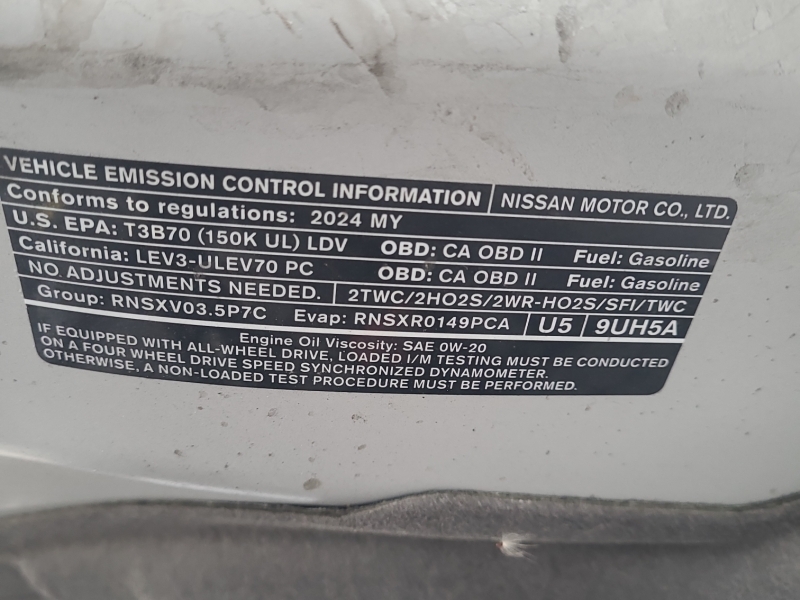 VEHICLE EMISSION CONTROL INFORMATION | NISSAN MOTOR CO., LTD.
Conforms to regulations: 2024 MY
U.S. EPA: T3B70 (150K UL) LDV OBD: CA OBD II Fuel: Gasoline
California: LEV3-ULEV70 PC OBD: CA OBD II Fuel: Gasoline
NO ADJUSTMENTS NEEDED. | 2TWC/2HO2S/2WR-HO2S/SFI/TWC
Group: RNSXV03.5P7C Evap: RNSXR0149PCA | U5 | 9UH5A
Engine Oil Viscosity: SAE 0W-20
IF EQUIPPED WITH ALL-WHEEL DRIVE, LOADED I/M TESTING MUST BE CONDUCTED
ON A FOUR WHEEL DRIVE SPEED SYNCHRONIZED DYNAMOMETER.
OTHERWISE, A NON-LOADED TEST PROCEDURE MUST BE PERFORMED.